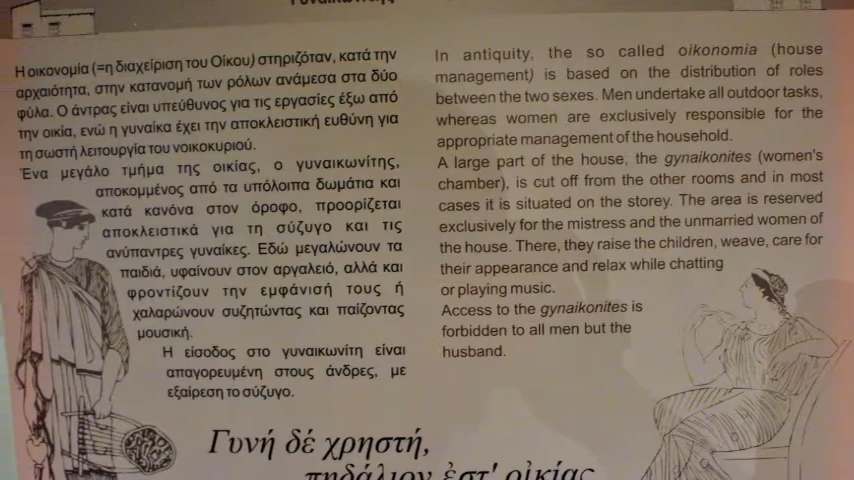 Η οικονομία (=η διαχείριση του Οίκου) στηριζόταν, κατά την
αρχαιότητα, στην κατανομή των ρόλων ανάμεσα στα δύο
φύλα. Ο άντρας είναι υπεύθυνος για τις εργασίες έξω από
την οικία, ενώ η γυναίκα έχει την αποκλειστική ευθύνη για
τη σωστή λειτουργία του νοικοκυριού.
Ένα μεγάλο τμήμα της οικίας, ο γυναικωνίτης,
αποκομμένος από τα υπόλοιπα δωμάτια και
κατά κανόνα στον όροφο, προορίζεται
αποκλειστικά για τη σύζυγο και τις
ανύπαντρες γυναίκες. Εδώ μεγαλώνουν τα
παιδιά, υφαίνουν στον αργαλειό, αλλά και
φροντίζουν την εμφάνισή τους ή
χαλαρώνουν συζητώντας και παίζοντας
μουσική.
Η είσοδος στο γυναικωνίτη είναι
απαγορευμένη στους άνδρες, με
εξαίρεση το σύζυγο.
In antiquity, the so called oikonomia (house
management) is based on the distribution of roles
between the two sexes. Men undertake all outdoor tasks,
whereas women are exclusively responsible for the
appropriate management of the household.
A large part of the house, the gynaikonites (women's
chamber), is cut off from the other rooms and in most
cases it is situated on the storey. The area is reserved
exclusively for the mistress and the unmarried women of
the house. There, they raise the children, weave, care for
their appearance and relax while chatting
or playing music.
Access to the gynaikonites is
forbidden to all men but the
husband.
Γυνή δέ χρηστή,
πηδάλιον ἐστ' οἰκίας